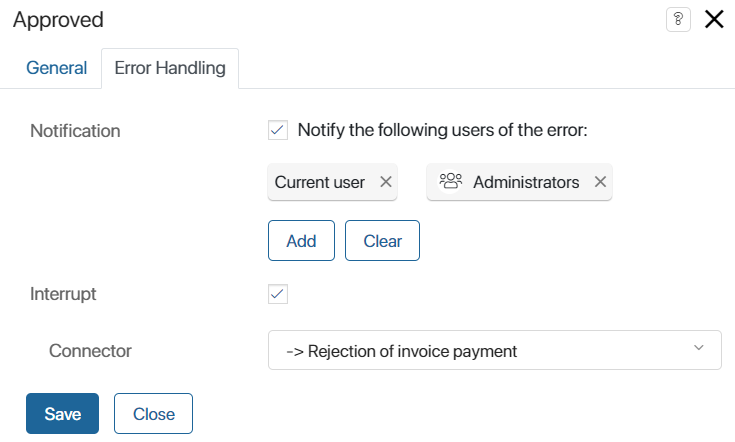 Approved ?
General Error Handling
Notification Notify the following users of the error:
Current user Administrators
Add Clear
Interrupt
Connector -> Rejection of invoice payment
Save Close